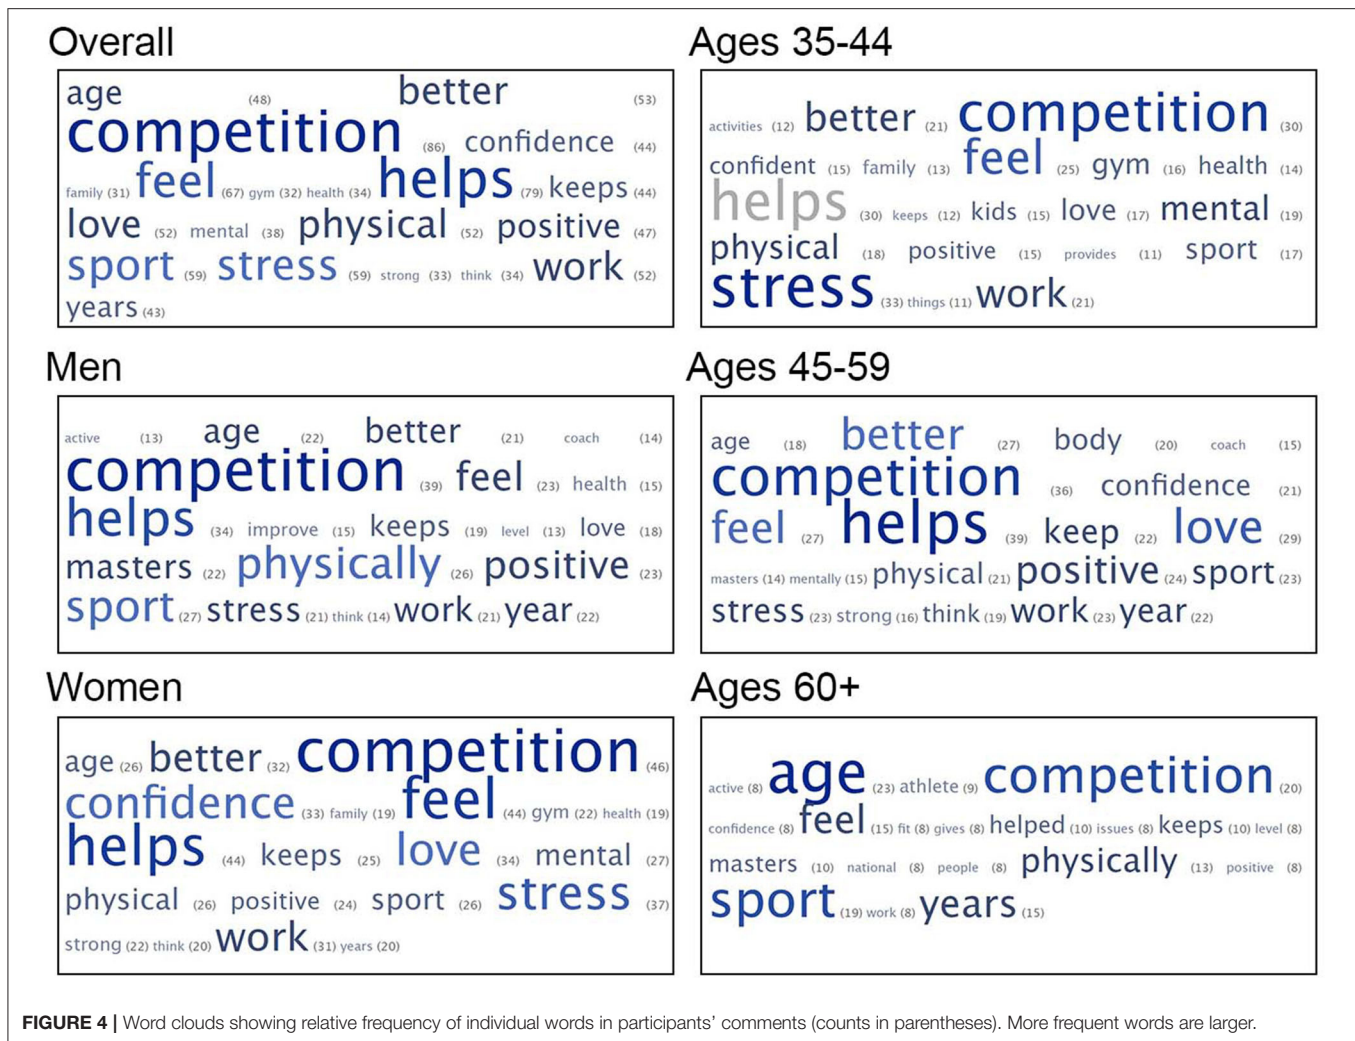 Overall
age (48) better (53)
competition (86) confidence (44)
family (31) feel (67) gym (32) health (34) helps (79) keeps (44)
love (52) mental (38) physical (52) positive (47)
sport (59) stress (59) strong (33) think (34) work (52)
years (43)
Ages 35-44
activities (12) better (21) competition (30)
confident (15) family (13) feel (25) gym (16) health (14)
helps (30) keeps (12) kids (15) love (17) mental (19)
physical (18) positive (15) provides (11) sport (17)
stress (33) things (11) work (21)
Men
active (13) age (22) better (21) coach (14)
competition (39) feel (23) health (15)
helps (34) improve (15) keeps (19) level (13) love (18)
masters (22) physically (26) positive (23)
sport (27) stress (21) think (14) work (21) year (22)
Ages 45-59
age (18) better (27) body (20) coach (15)
competition (36) confidence (21)
feel (27) helps (39) keep (22) love (29)
masters (14) mentally (15) physical (21) positive (24) sport (23)
stress (23) strong (16) think (19) work (23) year (22)
Women
age (26) better (32) competition (46)
confidence (33) family (19) feel (44) gym (22) health (19)
helps (44) keeps (25) love (34) mental (27)
physical (26) positive (24) sport (26) stress (37)
strong (22) think (20) work (31) years (20)
Ages 60+
active (8) age (23) athlete (9) competition (20)
confidence (8) feel (15) fit (8) gives (8) helped (10) issues (8) keeps (10) level (8)
masters (10) national (8) people (8) physically (13) positive (8)
sport (19) work (8) years (15)
FIGURE 4 | Word clouds showing relative frequency of individual words in participants' comments (counts in parentheses). More frequent words are larger.